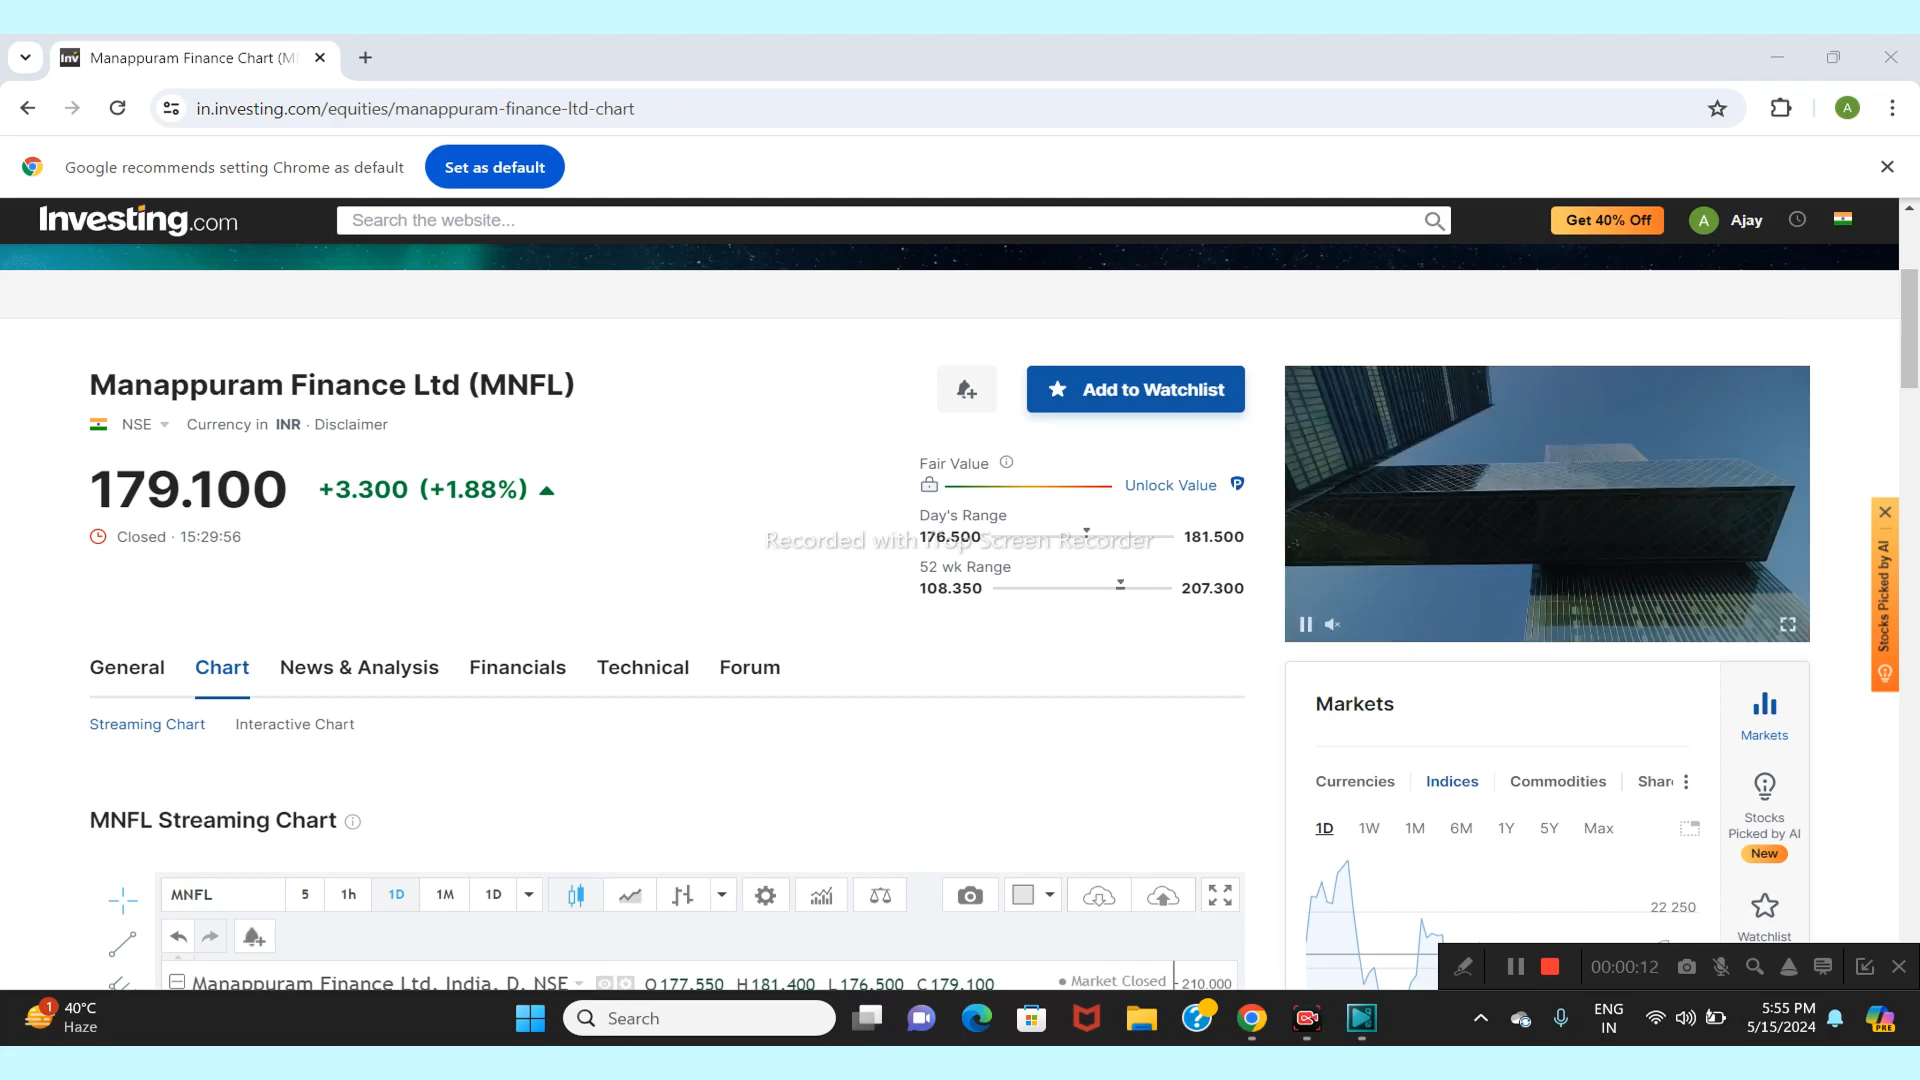 Manappuram Finance Chart (M
in.investing.com/equities/manappuram-finance-ltd-chart
A
Google recommends setting Chrome as default
Set as default
Investing.com
Search the website...
Get 40% Off
A
Ajay
Manappuram Finance Ltd (MNFL)
NSE
Currency in INR · Disclaimer
Add to Watchlist
179.100
+3.300 (+1.88%)
Closed · 15:29:56
Fair Value
Unlock Value
Day's Range
176.500
181.500
Recorded with iTop Screen Recorder
52 wk Range
108.350
207.300
Stocks Picked by AI
General
Chart
News & Analysis
Financials
Technical
Forum
Streaming Chart
Interactive Chart
Markets
Markets
Currencies
Indices
Commodities
Shar
1D
1W
1M
6M
1Y
5Y
Max
Stocks
Picked by AI
New
22 250
Watchlist
MNFL Streaming Chart
MNFL
5
1h
1D
1M
1D
Manappuram Finance Ltd, India, D, NSE
O 177.550 H 181.400 L 176.500 C 179.100
Market Closed
210.000
00:00:12
1
40°C
Haze
Search
ENG
IN
5:55 PM
5/15/2024
PRE